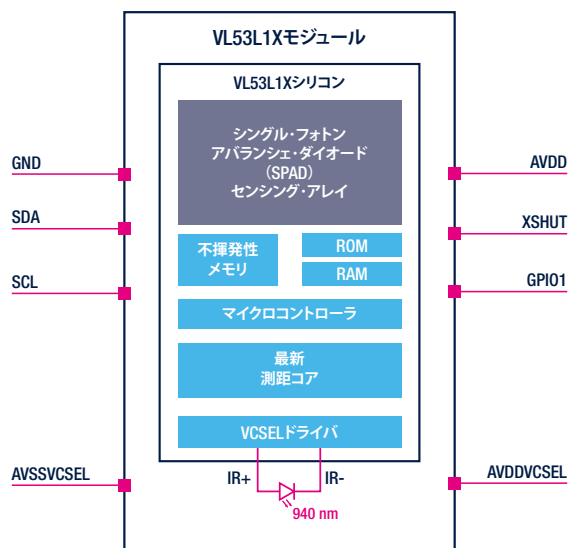 VL53L1Xモジュール
VL53L1Xシリコン
シングル・フォトン
アバランシェ・ダイオード
(SPAD)
センシング・アレイ
GND
SDA
SCL
AVSSVCSEL
AVDD
XSHUT
GPIO1
AVDDVCSEL
不揮発性
メモリ
ROM
RAM
マイクロコントローラ
最新
測距コア
VCSELドライバ
IR+
IR-
940 nm